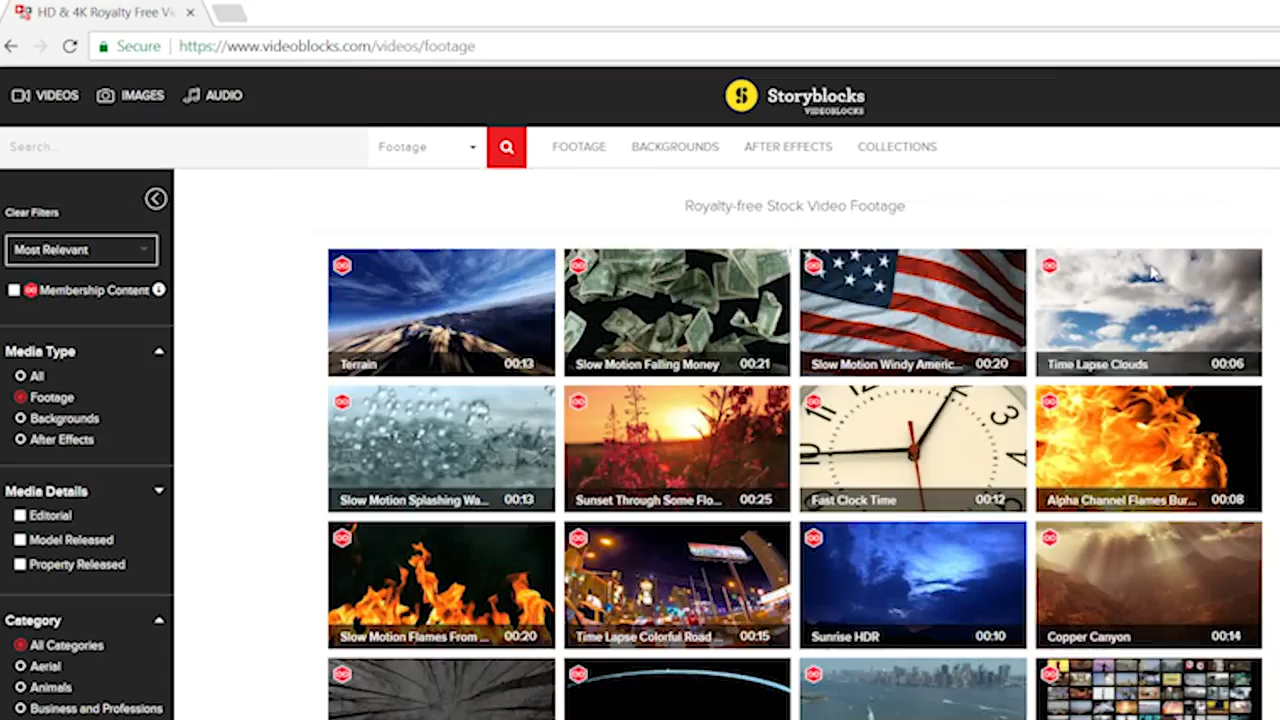 HD & 4K Royalty Free Vi
Secure
https://www.videoblocks.com/videos/footage
VIDEOS
IMAGES
AUDIO
Storyblocks
VIDEOBLOCKS
Search...
Footage
FOOTAGE
BACKGROUNDS
AFTER EFFECTS
COLLECTIONS
Clear Filters
Royalty-free Stock Video Footage
Most Relevant
Membership Content
Media Type
All
Footage
Backgrounds
After Effects
Media Details
Editorial
Model Released
Property Released
Category
All Categories
Aerial
Animals
Business and Professions
Terrain 00:13
Slow Motion Falling Money 00:21
Slow Motion Windy Americ... 00:20
Time Lapse Clouds 00:06
Slow Motion Splashing Wa... 00:13
Sunset Through Some Flo... 00:25
Fast Clock Time 00:12
Alpha Channel Flames Bur... 00:08
Slow Motion Flames From ... 00:20
Time Lapse Colorful Road ... 00:15
Sunrise HDR 00:10
Copper Canyon 00:14